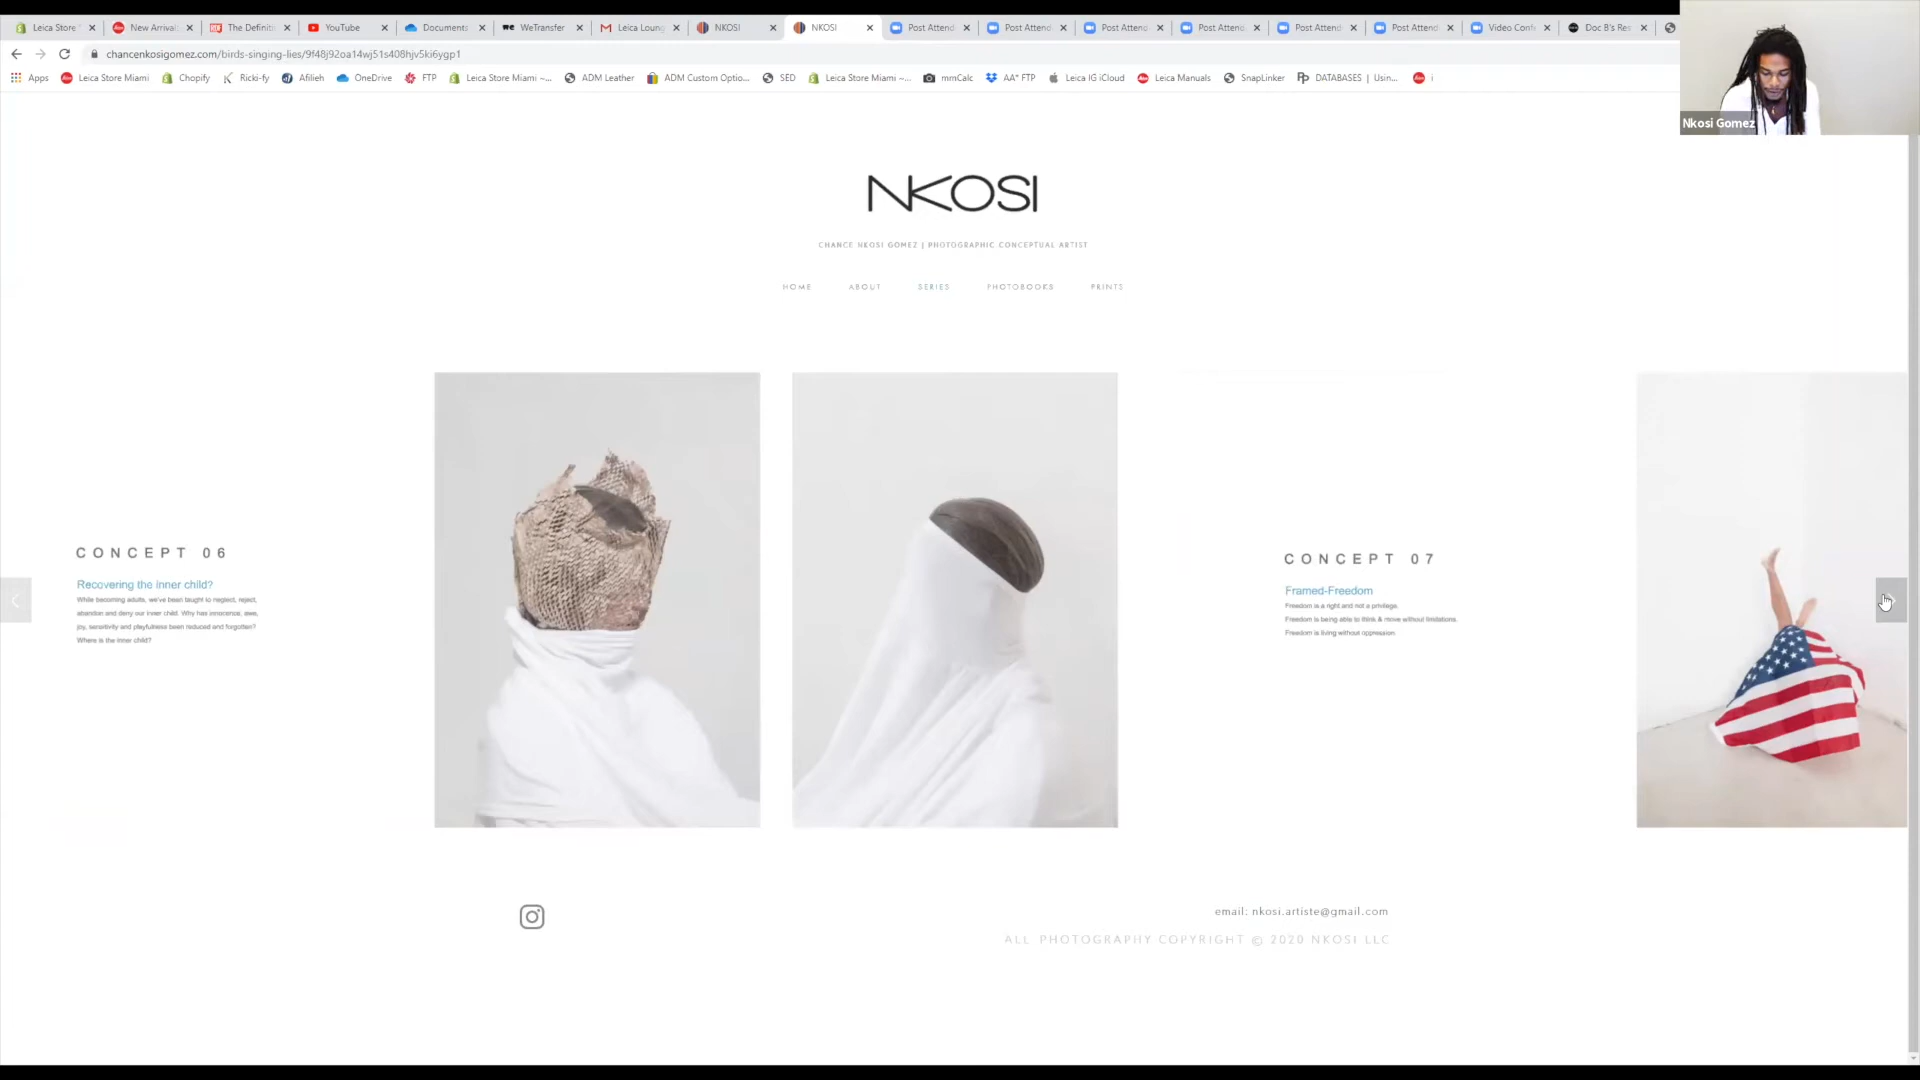 Leica Store
New Arrival
The Definiti
YouTube
Documents
WeTransfer
Leica Loung
NKOSI
NKOSI
Post Attend
Post Attend
Post Attend
Post Attend
Post Attend
Post Attend
Video Conf
Doc B's Res
chancenkosigomez.com/birds-singing-lies/9f48j92oa14wj51s408hjv5ki6ygp1
Apps
Leica Store Miami
Chopify
Ricki-fy
Afilieh
OneDrive
FTP
Leica Store Miami ~...
ADM Leather
ADM Custom Optio...
SED
Leica Store Miami ~...
mmCalc
AA* FTP
Leica IG iCloud
Leica Manuals
SnapLinker
DATABASES | Usin...
i
Nkosi Gomez
NKOSI
CHANCE NKOSI GOMEZ | PHOTOGRAPHIC CONCEPTUAL ARTIST
HOME ABOUT SERIES PHOTOBOOKS PRINTS
CONCEPT 06
Recovering the inner child?
While becoming adults, we've been taught to neglect, reject,
abandon and deny our inner child. Why has innocence, awe,
joy, sensitivity and playfulness been reduced and forgotten?
Where is the inner child?
CONCEPT 07
Framed-Freedom
Freedom is a right and not a privilege.
Freedom is being able to think & move without limitations.
Freedom is living without oppression.
email: nkosi.artiste@gmail.com
ALL PHOTOGRAPHY COPYRIGHT © 2020 NKOSI LLC